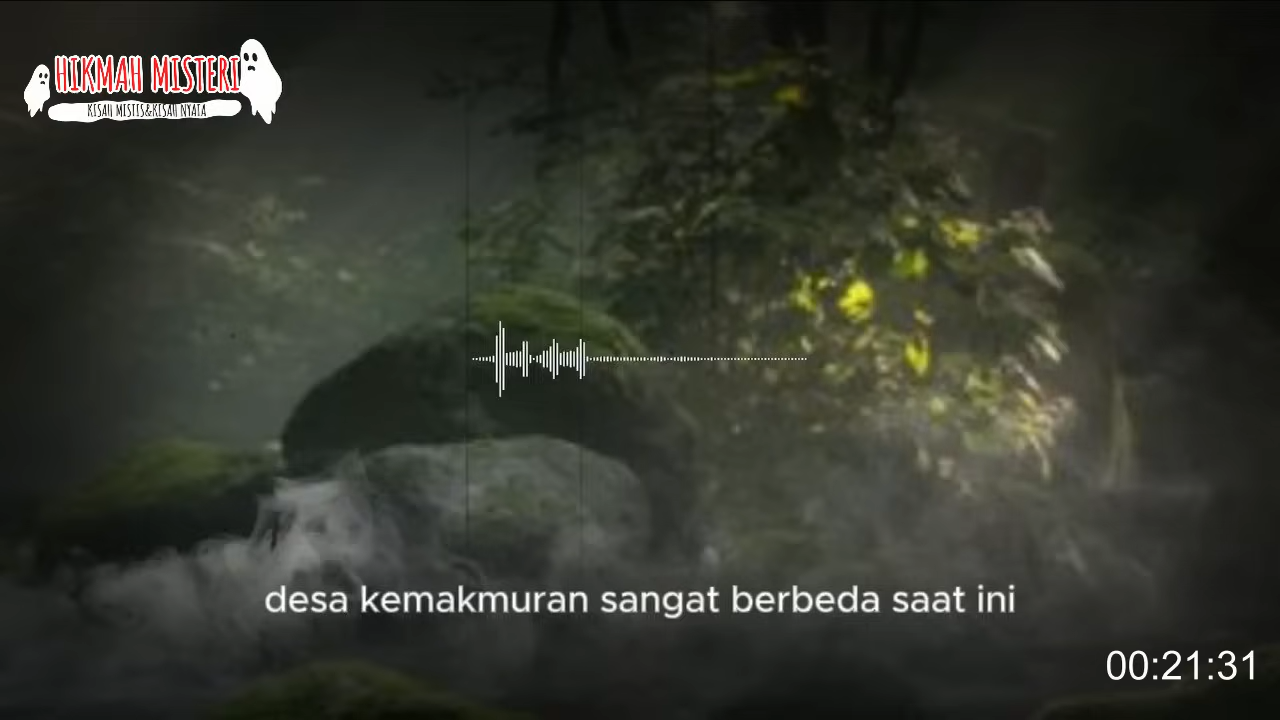 HIKMAH MISTERI
KISAH MISTIS&KISAH NYATA
desa kemakmuran sangat berbeda saat ini
00:21:31